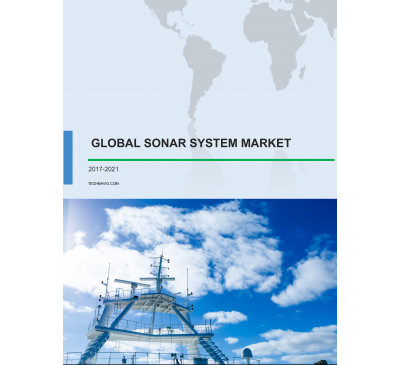 GLOBAL SONAR SYSTEM MARKET
2017-2021
TECHNAVIO.COM